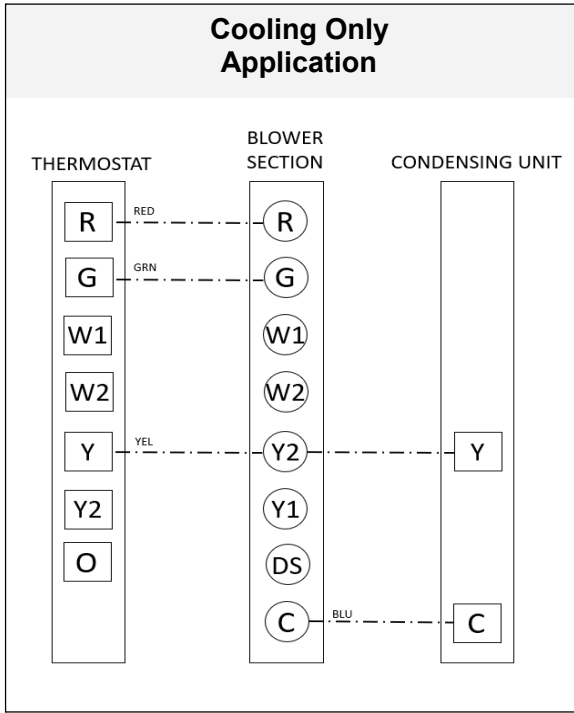 Cooling Only
Application
THERMOSTAT
BLOWER
SECTION
CONDENSING UNIT
R RED R
G GRN G
W1 W1
W2 W2
Y YEL Y2 Y
Y2 Y1
O DS
C BLU C